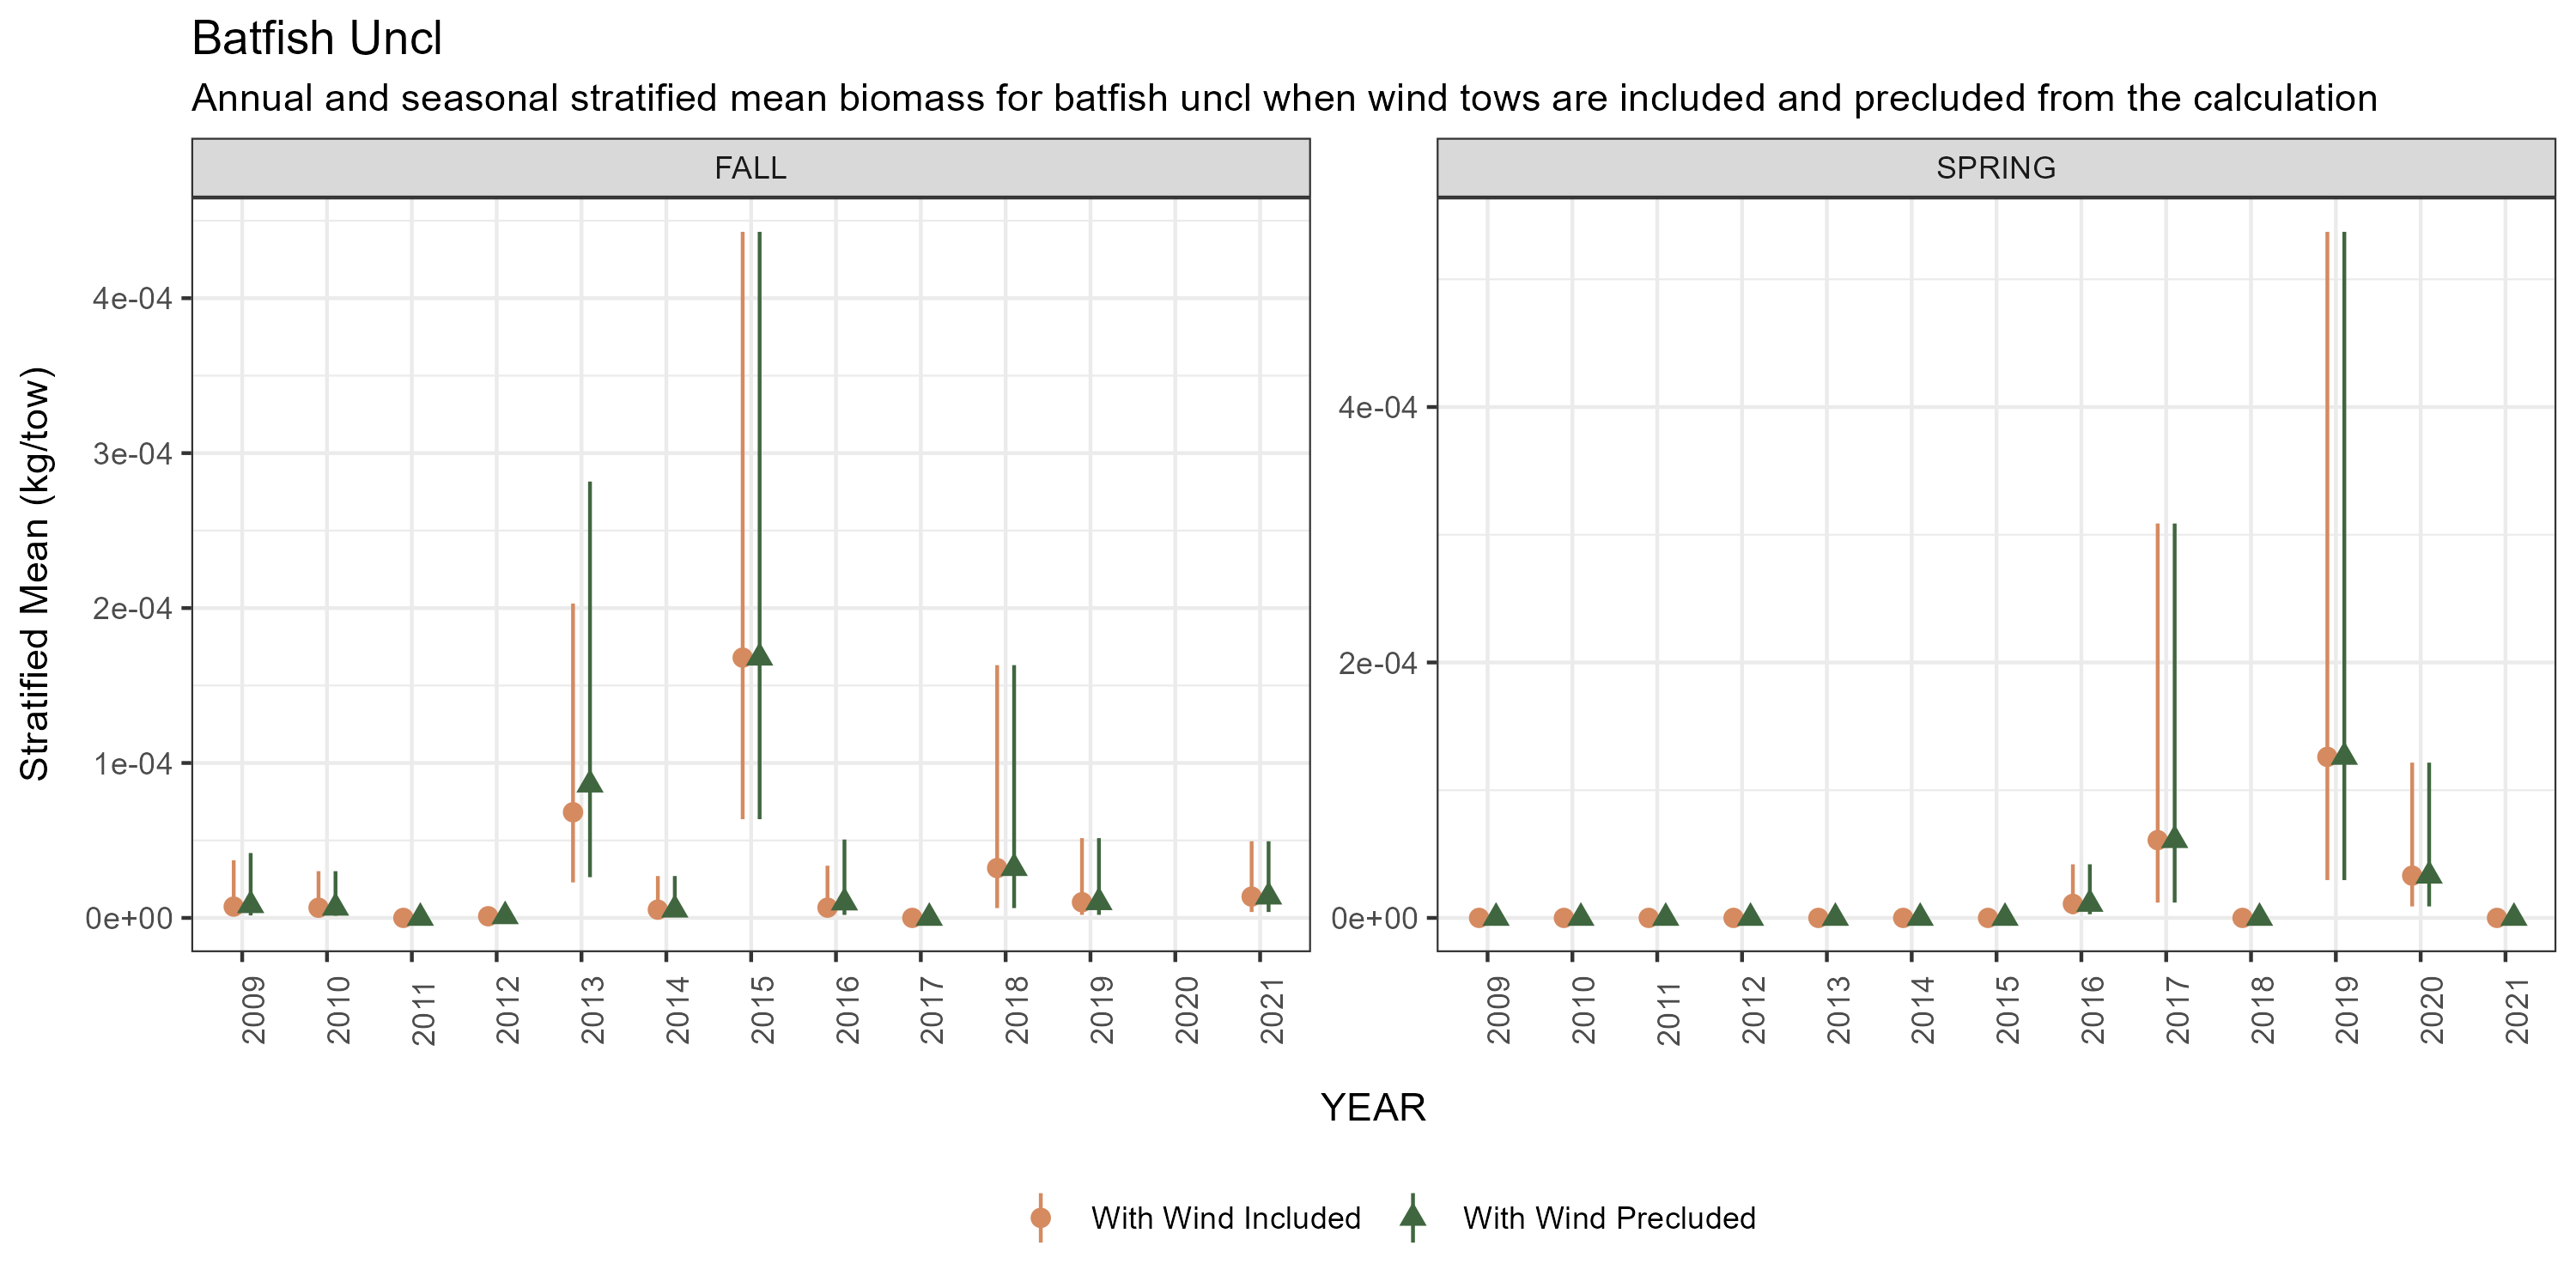 Batfish Uncl
Annual and seasonal stratified mean biomass for batfish uncl when wind tows are included and precluded from the calculation
FALL
SPRING
Stratified Mean (kg/tow)
4e-04
3e-04
2e-04
1e-04
0e+00
4e-04
2e-04
0e+00
2009 2010 2011 2012 2013 2014 2015 2016 2017 2018 2019 2020 2021
2009 2010 2011 2012 2013 2014 2015 2016 2017 2018 2019 2020 2021
YEAR
With Wind Included
With Wind Precluded